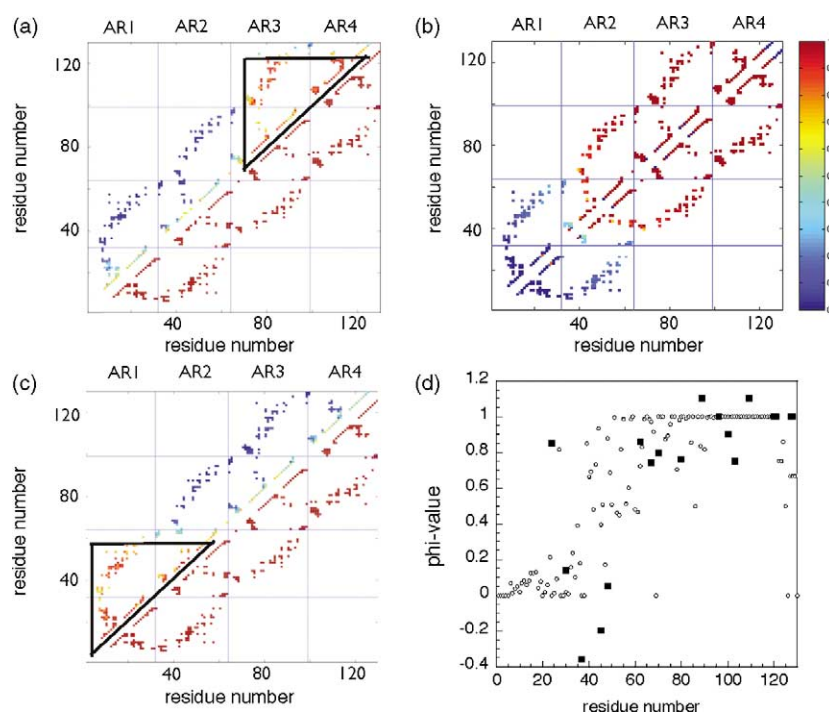 (a)
AR1 AR2 AR3 AR4
120
80
40
residue number
40 80 120
residue number
(b)
AR1 AR2 AR3 AR4
120
80
40
residue number
40 80 120
residue number
(c)
AR1 AR2 AR3 AR4
120
80
40
residue number
40 80 120
residue number
(d)
1.2
1
0.8
0.6
0.4
0.2
0
-0.2
-0.4
phi-value
0 20 40 60 80 100 120
residue number